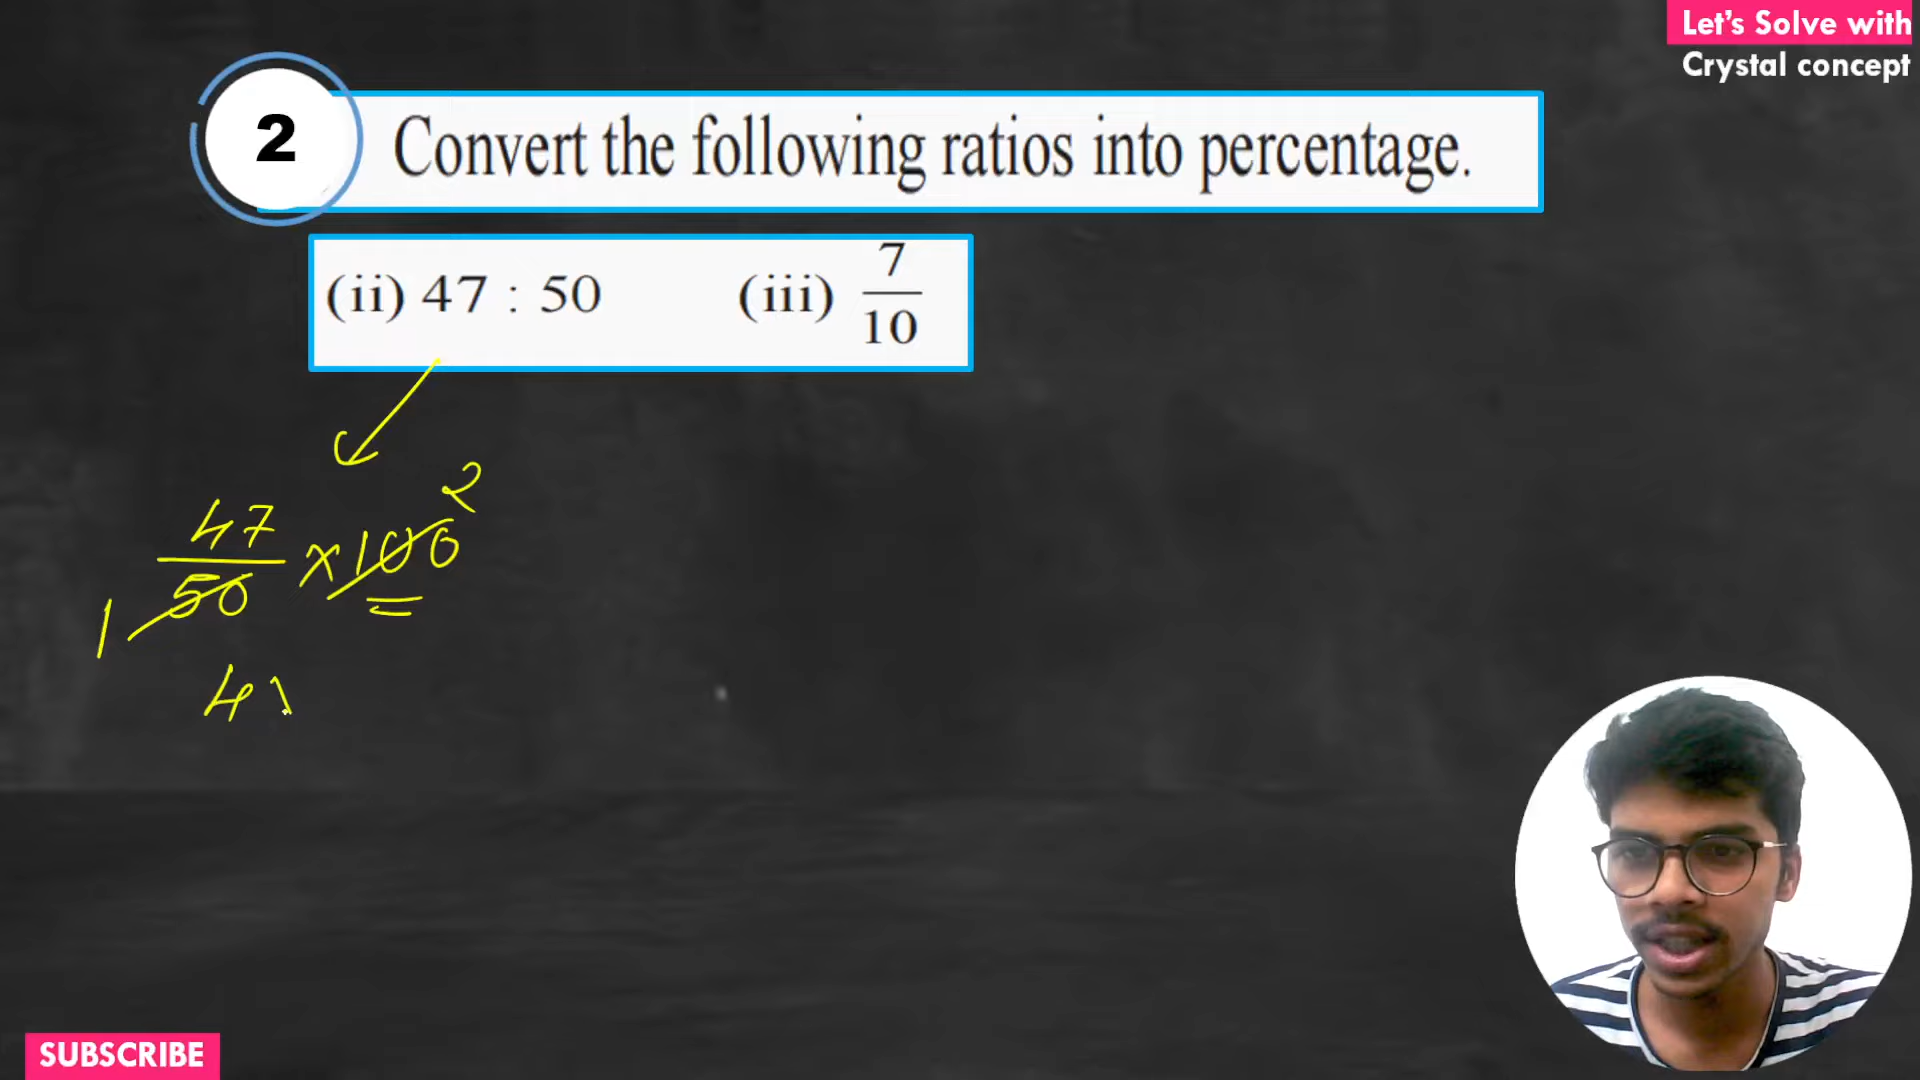 Let's Solve with
Crystal concept
2 Convert the following ratios into percentage.
(ii) 47 : 50 (iii) 7/10
47/50 × 100 2
1
4
SUBSCRIBE